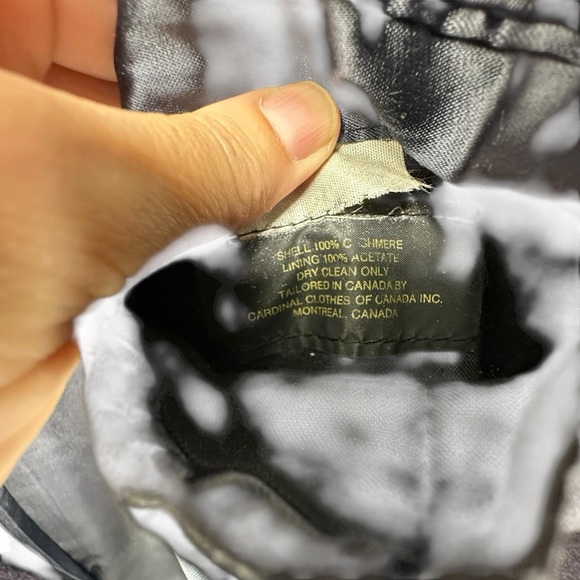 SHELL 100% CASHMERE
LINING 100% ACETATE
DRY CLEAN ONLY
TAILORED IN CANADA BY
CARDINAL CLOTHES OF CANADA INC.
MONTREAL, CANADA